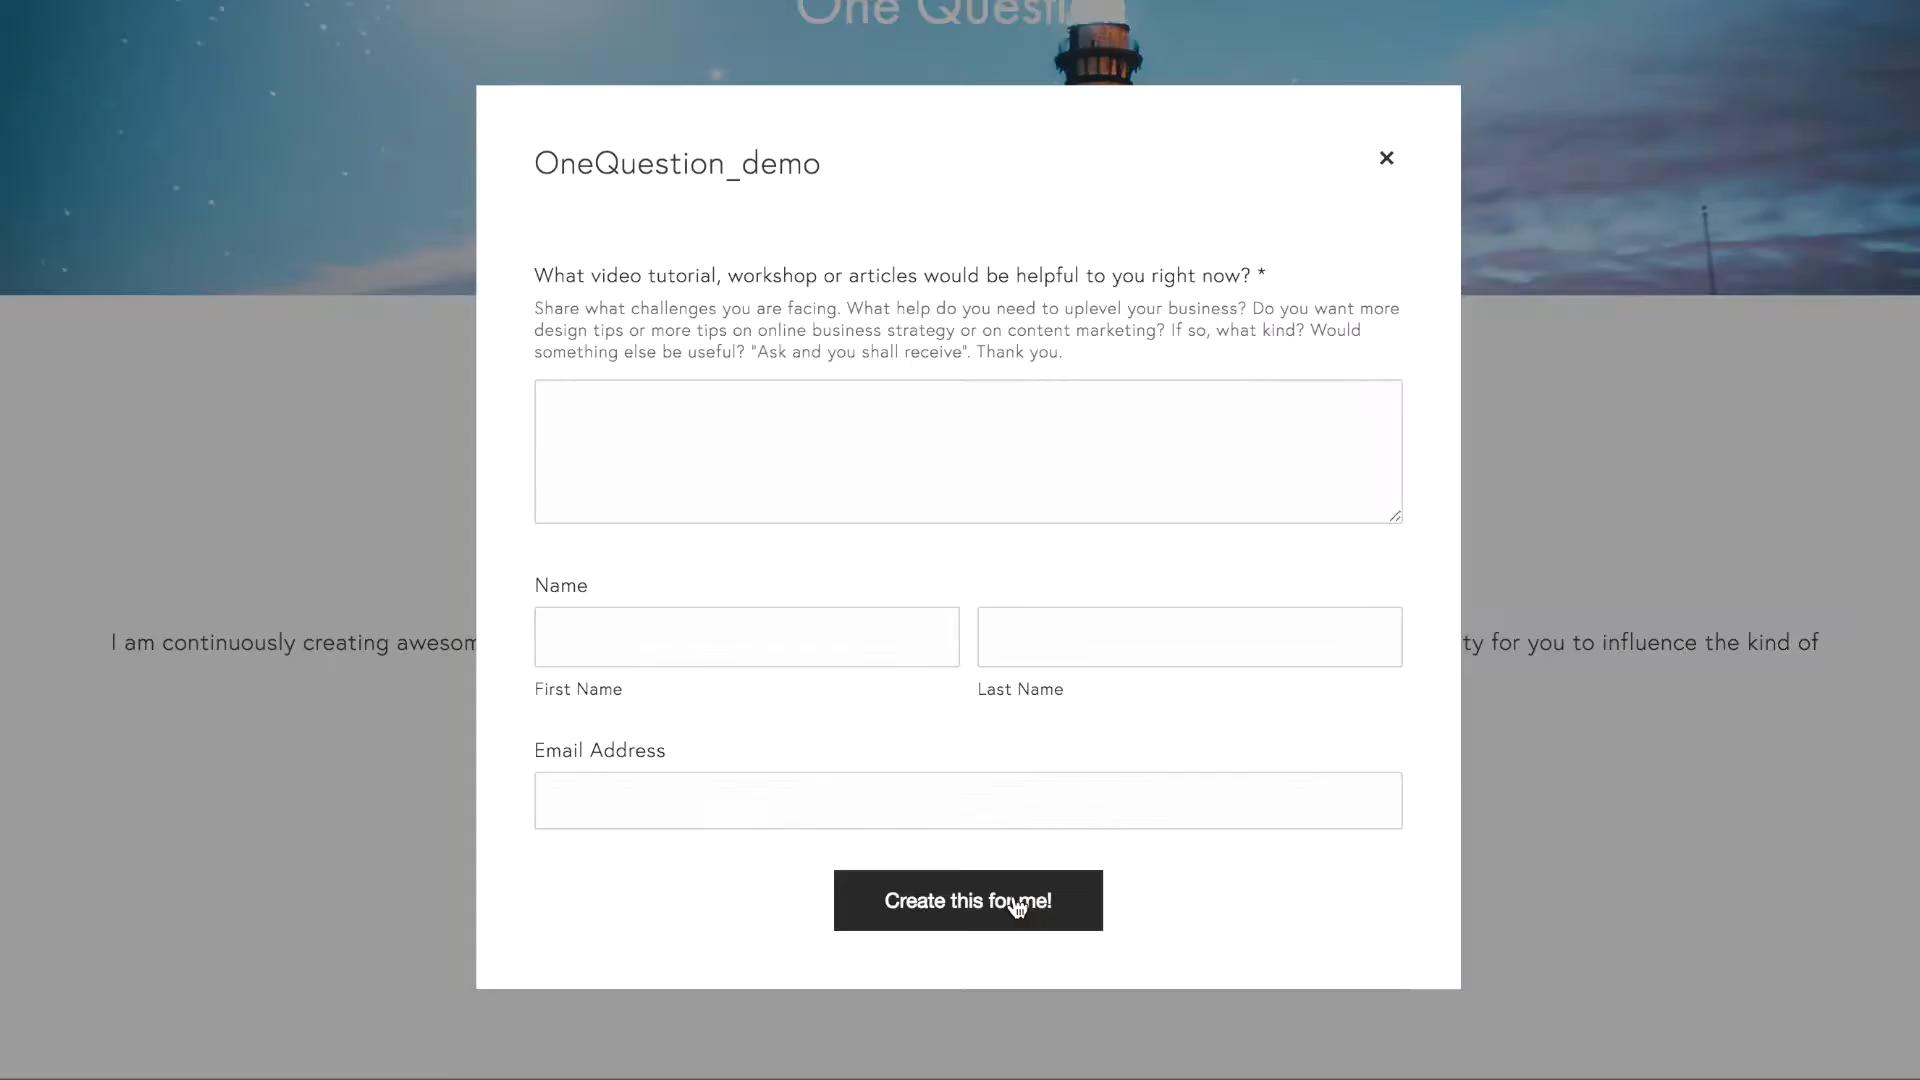 One Questi
OneQuestion_demo
×
What video tutorial, workshop or articles would be helpful to you right now? *
Share what challenges you are facing. What help do you need to uplevel your business? Do you want more
design tips or more tips on online business strategy or on content marketing? If so, what kind? Would
something else be useful? "Ask and you shall receive". Thank you.
Name
I am continuously creating awesom
ty for you to influence the kind of
First Name
Last Name
Email Address
Create this for me!